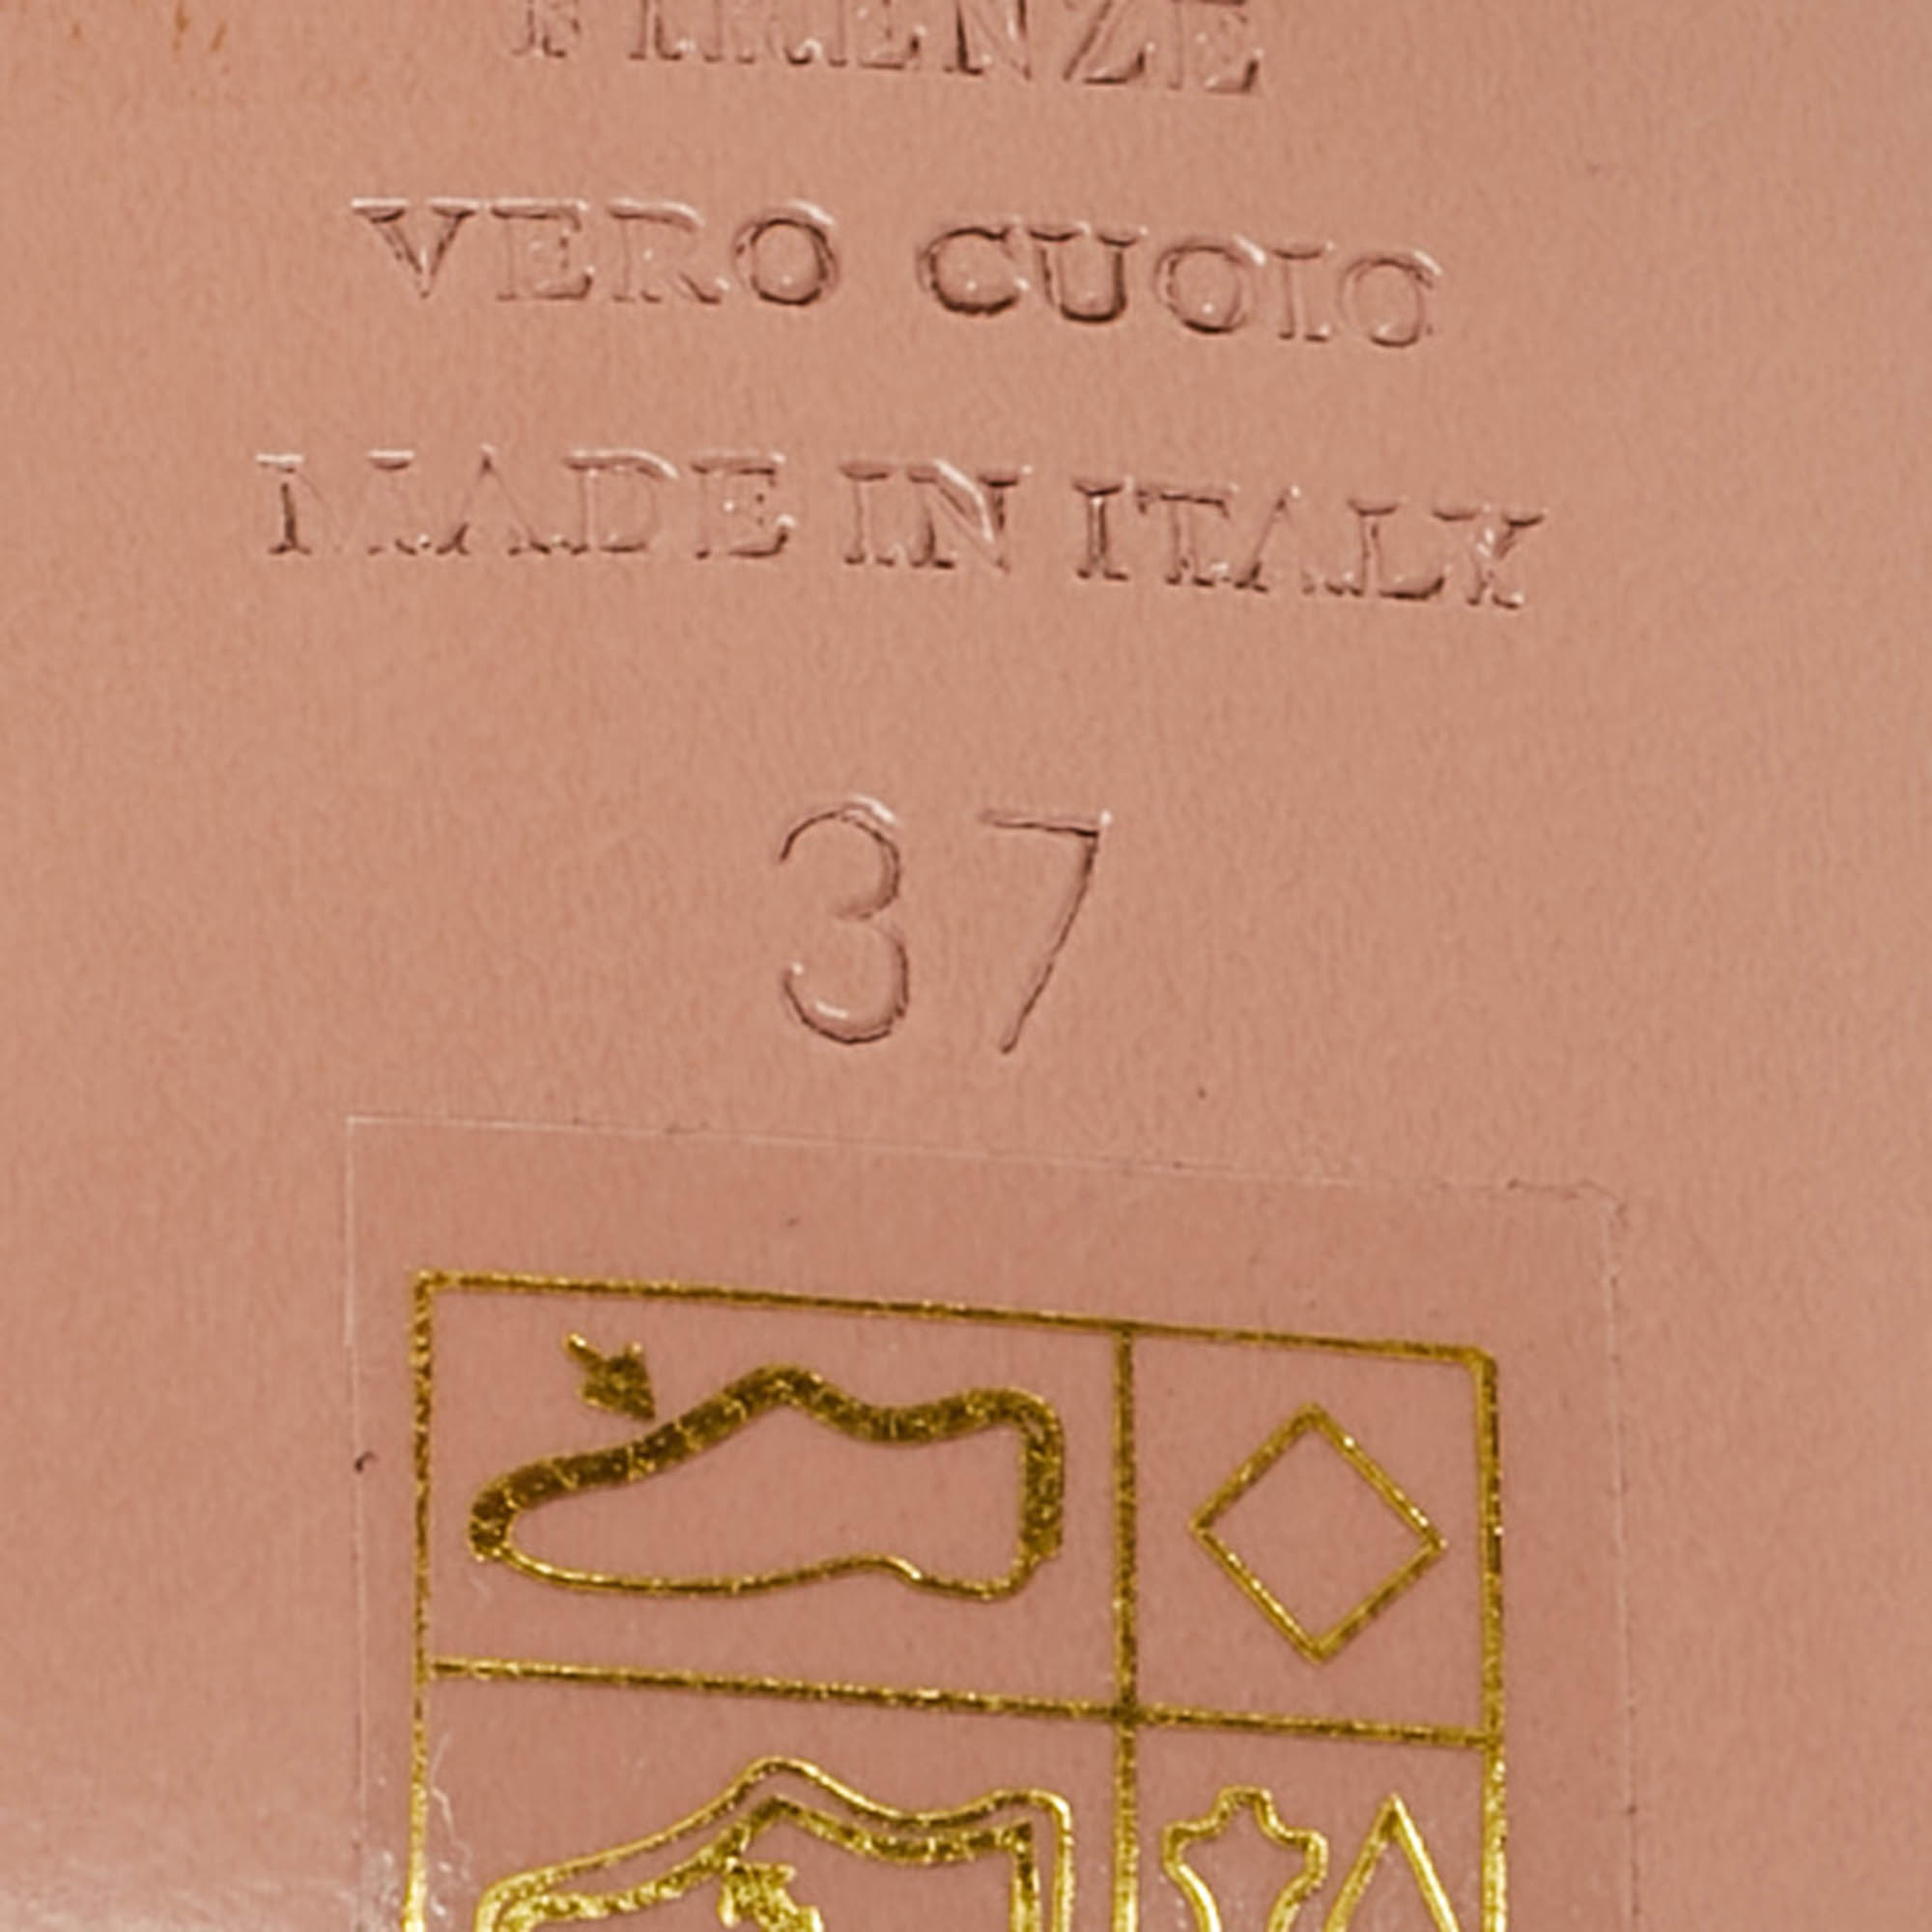 FIRENZE
VERO CUOIO
MADE IN ITALY
37